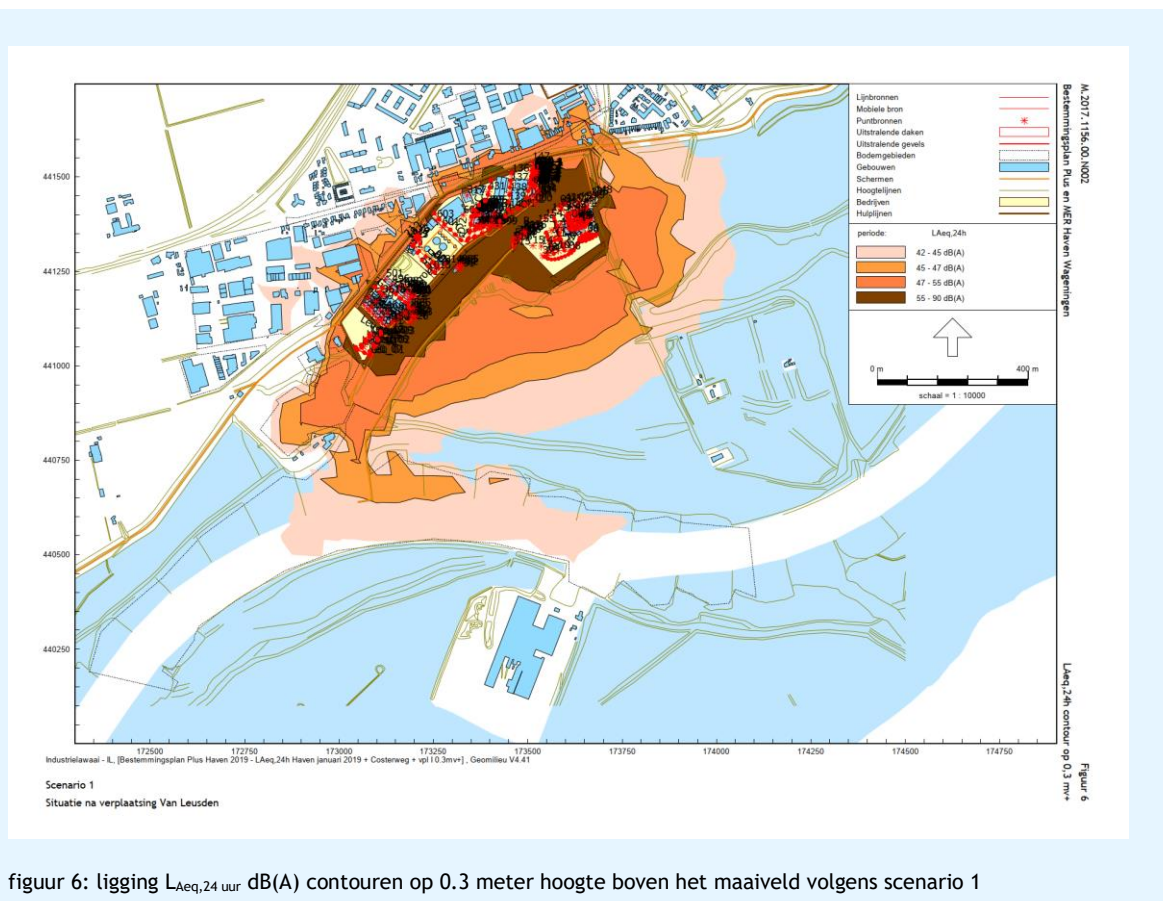 M.2017.1156.00.N002
Bestemmingsplan Plus en MER Haven Wageningen
Lijnbronnen
Mobiele bron
Puntbronnen
Uitstralende daken
Uitstralende gevels
Bodemgebieden
Gebouwen
Schermen
Hoogtelijnen
Bedrijven
Hulplijnen
periode: LAeq,24h
42 - 45 dB(A)
45 - 47 dB(A)
47 - 55 dB(A)
55 - 90 dB(A)
0 m 400 m
schaal = 1 : 10000
441500
441250
441000
440750
440500
440250
172500 172750 173000 173250 173500 173750 174000 174250 174500 174750
Industrielawaai - IL, [Bestemmingsplan Plus Haven 2019 - LAeq,24h Haven januari 2019 + Costerweg + vpl l 0.3mv+] , Geomilieu V4.41
Scenario 1
Situatie na verplaatsing Van Leusden
Figuur 6
LAeq,24h contour op 0,3 mv+
figuur 6: ligging LAeq,24 uur dB(A) contouren op 0.3 meter hoogte boven het maaiveld volgens scenario 1